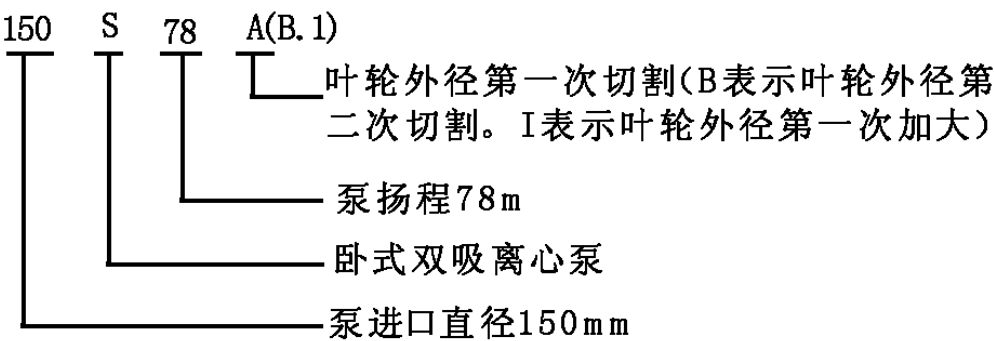 150 S 78 A(B.1)
叶轮外径第一次切割(B表示叶轮外径第
二次切割。I表示叶轮外径第一次加大)
泵扬程78m
卧式双吸离心泵
泵进口直径150mm